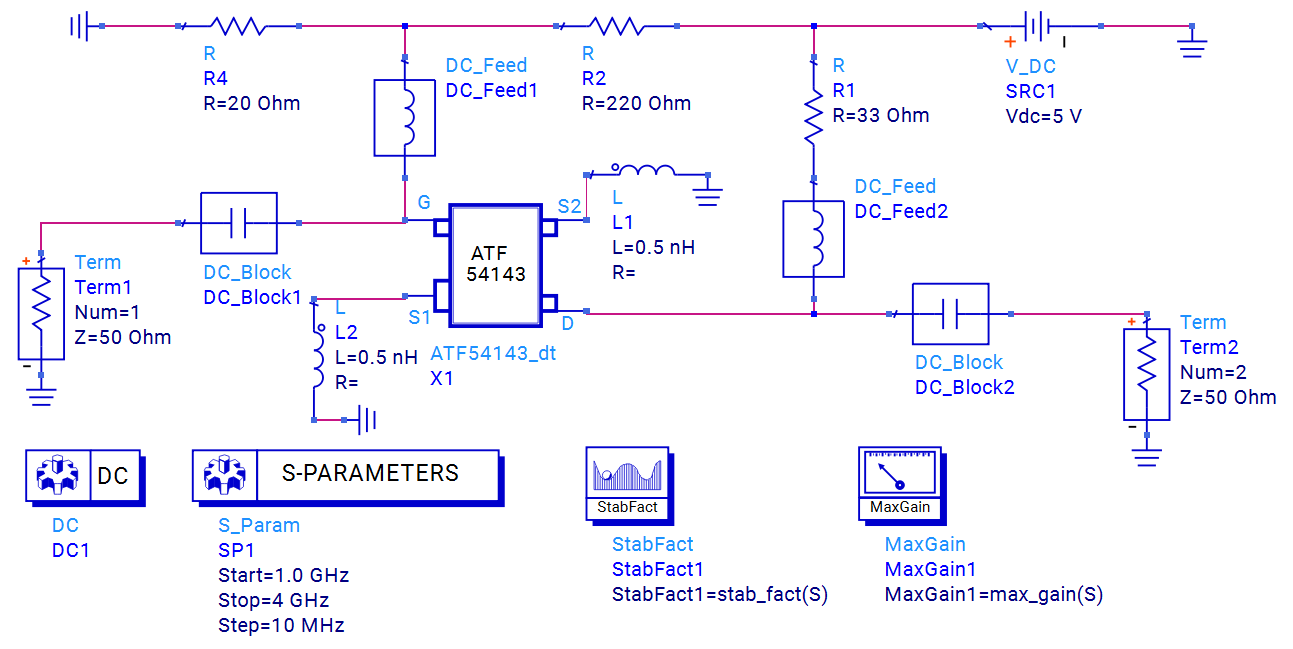 R
R4
R=20 Ohm
DC_Feed
DC_Feed1
R
R2
R=220 Ohm
R
R1
R=33 Ohm
+
V_DC
SRC1
Vdc=5 V
G
S2
L
L1
L=0.5 nH
R=
DC_Feed
DC_Feed2
ATF
54143
DC_Block
DC_Block1
+
Term
Term1
Num=1
Z=50 Ohm
-
S1
D
L
L2
L=0.5 nH
R=
ATF54143_dt
X1
DC_Block
DC_Block2
+
Term
Term2
Num=2
Z=50 Ohm
-
DC
DC
DC1
S-PARAMETERS
S_Param
SP1
Start=1.0 GHz
Stop=4 GHz
Step=10 MHz
StabFact
StabFact
StabFact1
StabFact1=stab_fact(S)
MaxGain
MaxGain
MaxGain1
MaxGain1=max_gain(S)